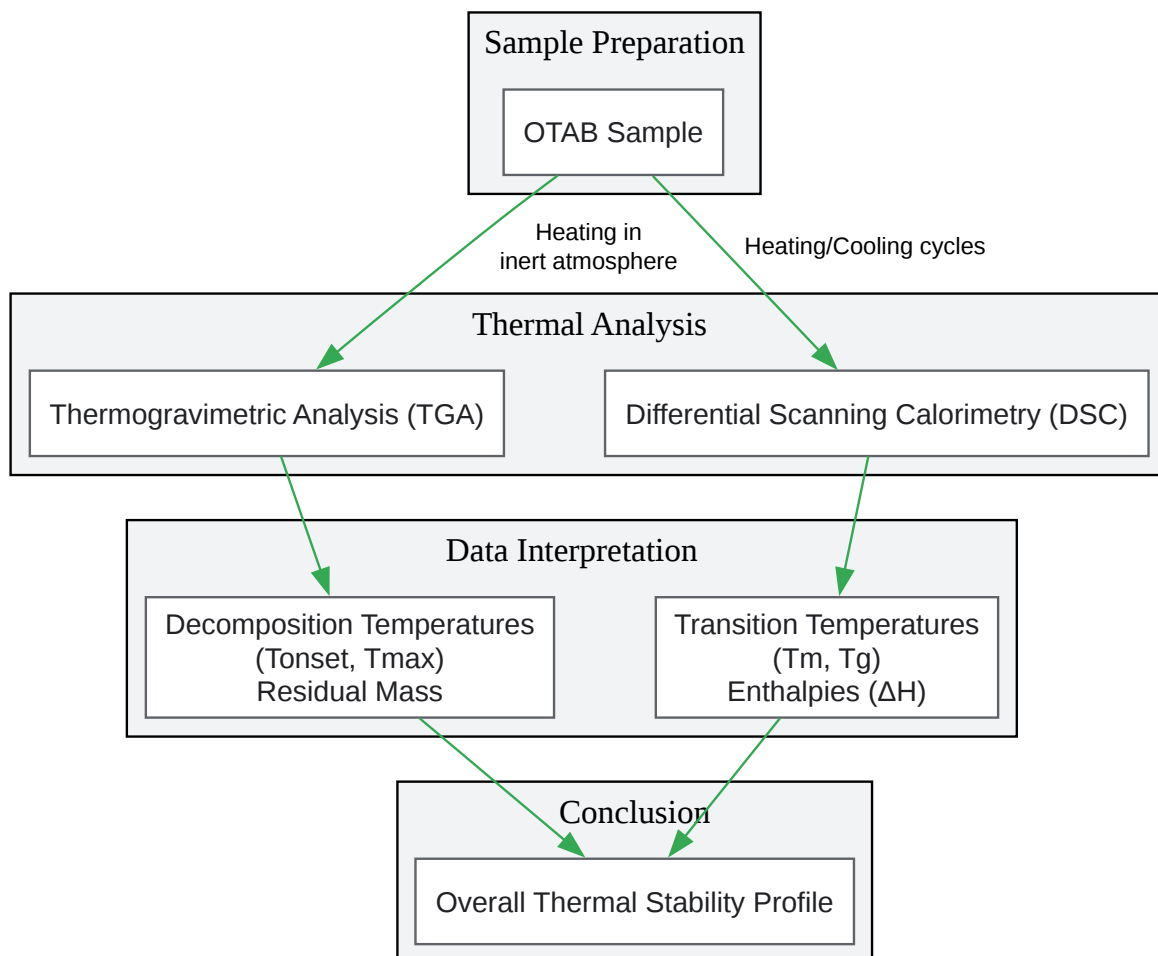 Sample Preparation
OTAB Sample
Heating in
inert atmosphere
Heating/Cooling cycles
Thermal Analysis
Thermogravimetric Analysis (TGA)
Differential Scanning Calorimetry (DSC)
Data Interpretation
Decomposition Temperatures
(Tonset, Tmax)
Residual Mass
Transition Temperatures
(Tm, Tg)
Enthalpies (ΔH)
Conclusion
Overall Thermal Stability Profile